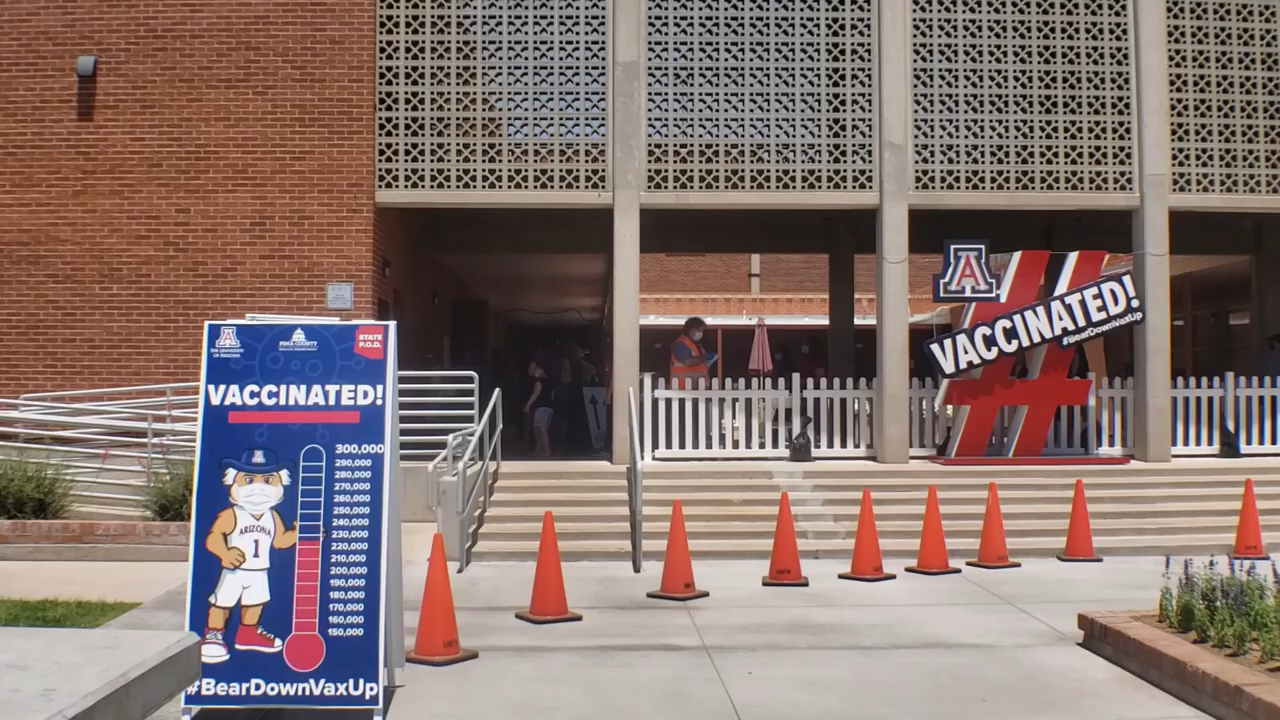 A
THE UNIVERSITY
OF ARIZONA
PIMA COUNTY
STATE
P.O.D.
VACCINATED!
300,000
290,000
280,000
270,000
260,000
250,000
240,000
230,000
220,000
210,000
200,000
190,000
180,000
170,000
160,000
150,000
ARIZONA
1
#BearDownVaxUp
A
#
VACCINATED!
#BearDownVaxUp